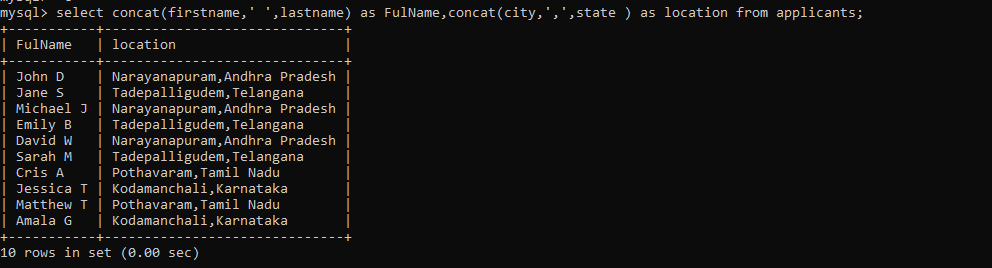 mysql> select concat(firstname,' ',lastname) as FulName,concat(city,',',state ) as location from applicants;
+-----------+------------------------------+
| FulName   | location                     |
+-----------+------------------------------+
| John D    | Narayanapuram,Andhra Pradesh |
| Jane S    | Tadepalligudem,Telangana     |
| Michael J | Narayanapuram,Andhra Pradesh |
| Emily B   | Tadepalligudem,Telangana     |
| David W   | Narayanapuram,Andhra Pradesh |
| Sarah M   | Tadepalligudem,Telangana     |
| Cris A    | Pothavaram,Tamil Nadu        |
| Jessica T | Kodamanchali,Karnataka       |
| Matthew T | Pothavaram,Tamil Nadu        |
| Amala G   | Kodamanchali,Karnataka       |
+-----------+------------------------------+
10 rows in set (0.00 sec)